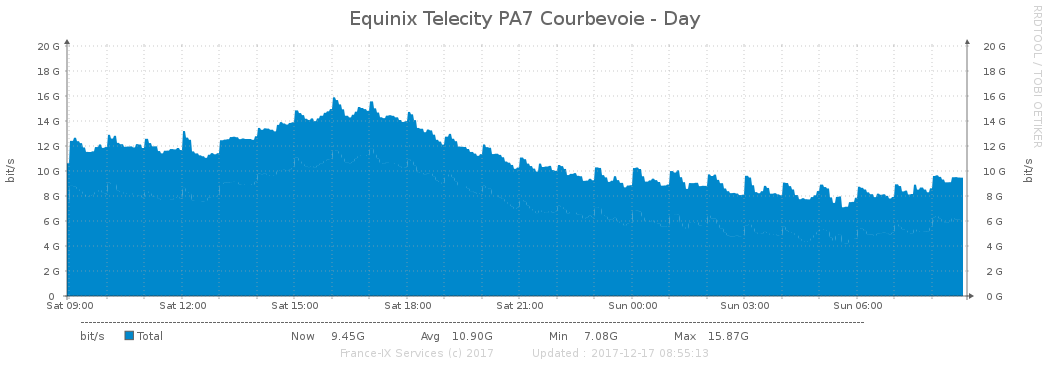 Equinix Telecity PA7 Courbevoie - Day
RRDTOOL / TOBI OETIKER
20 G 20 G
18 G 18 G
16 G 16 G
14 G 14 G
12 G 12 G
10 G 10 G
8 G 8 G
6 G 6 G
4 G 4 G
2 G 2 G
0 0 G
bit/s bit/s
Sat 09:00 Sat 12:00 Sat 15:00 Sat 18:00 Sat 21:00 Sun 00:00 Sun 03:00 Sun 06:00
bit/s Total Now 9.45G Avg 10.90G Min 7.08G Max 15.87G
France-IX Services (c) 2017 Updated : 2017-12-17 08:55:13